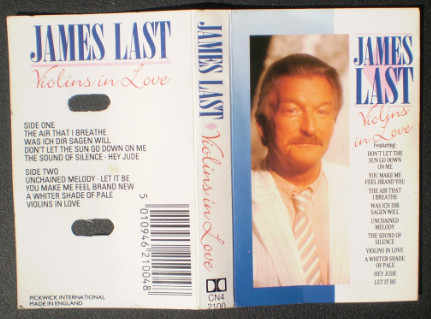 JAMES LAST
Violins in Love
SIDE ONE
THE AIR THAT I BREATHE
WAS ICH DIR SAGEN WILL
DON'T LET THE SUN GO DOWN ON ME
THE SOUND OF SILENCE - HEY JUDE
SIDE TWO
UNCHAINED MELODY - LET IT BE
YOU MAKE ME FEEL BRAND NEW
A WHITER SHADE OF PALE
VIOLINS IN LOVE
5 010946 210048
PICKWICK INTERNATIONAL
MADE IN ENGLAND
JAMES LAST Violins in Love
CN4
2100
JAMES
LAST
Violins
in Love
Featuring
DON'T LET THE
SUN GO DOWN
ON ME
YOU MAKE ME
FEEL BRAND YOU
THE AIR THAT
I BREATHE
WAS ICH DIR
SAGEN WILL
UNCHAINED
MELODY
THE SOUND OF
SILENCE
VIOLINS IN LOVE
A WHITER SHADE
OF PALE
HEY JUDE
LET IT BE